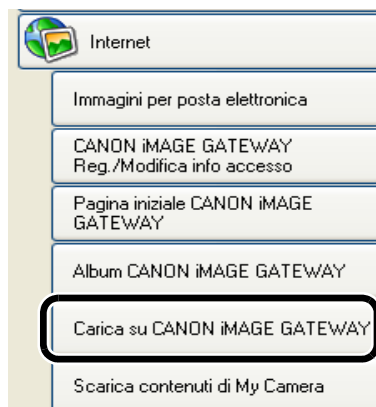 Internet
Immagini per posta elettronica
CANON iMAGE GATEWAY
Reg./Modifica info accesso
Pagina iniziale CANON iMAGE
GATEWAY
Album CANON iMAGE GATEWAY
Carica su CANON iMAGE GATEWAY
Scarica contenuti di My Camera